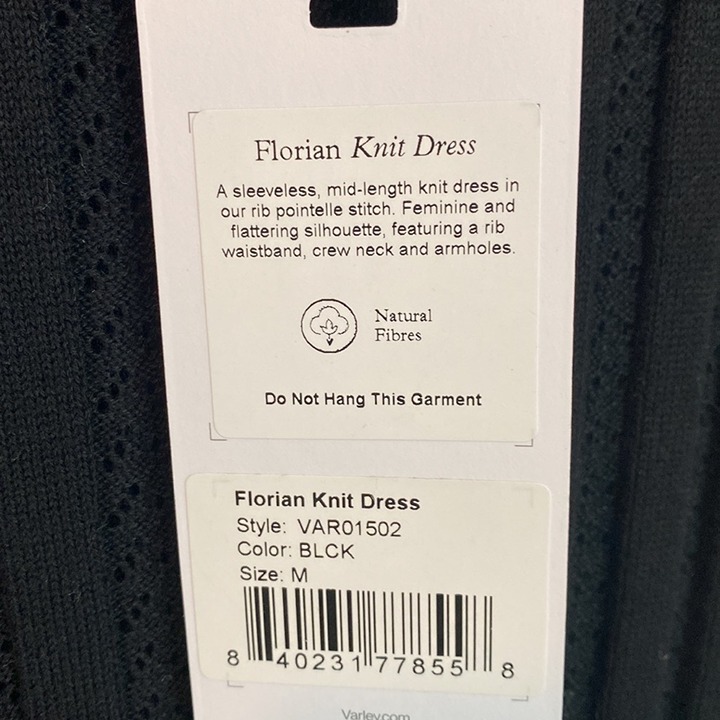 Florian Knit Dress
A sleeveless, mid-length knit dress in
our rib pointelle stitch. Feminine and
flattering silhouette, featuring a rib
waistband, crew neck and armholes.
Natural
Fibres
Do Not Hang This Garment
Florian Knit Dress
Style: VAR01502
Color: BLCK
Size: M
8 40231 77855 8
Varley.com